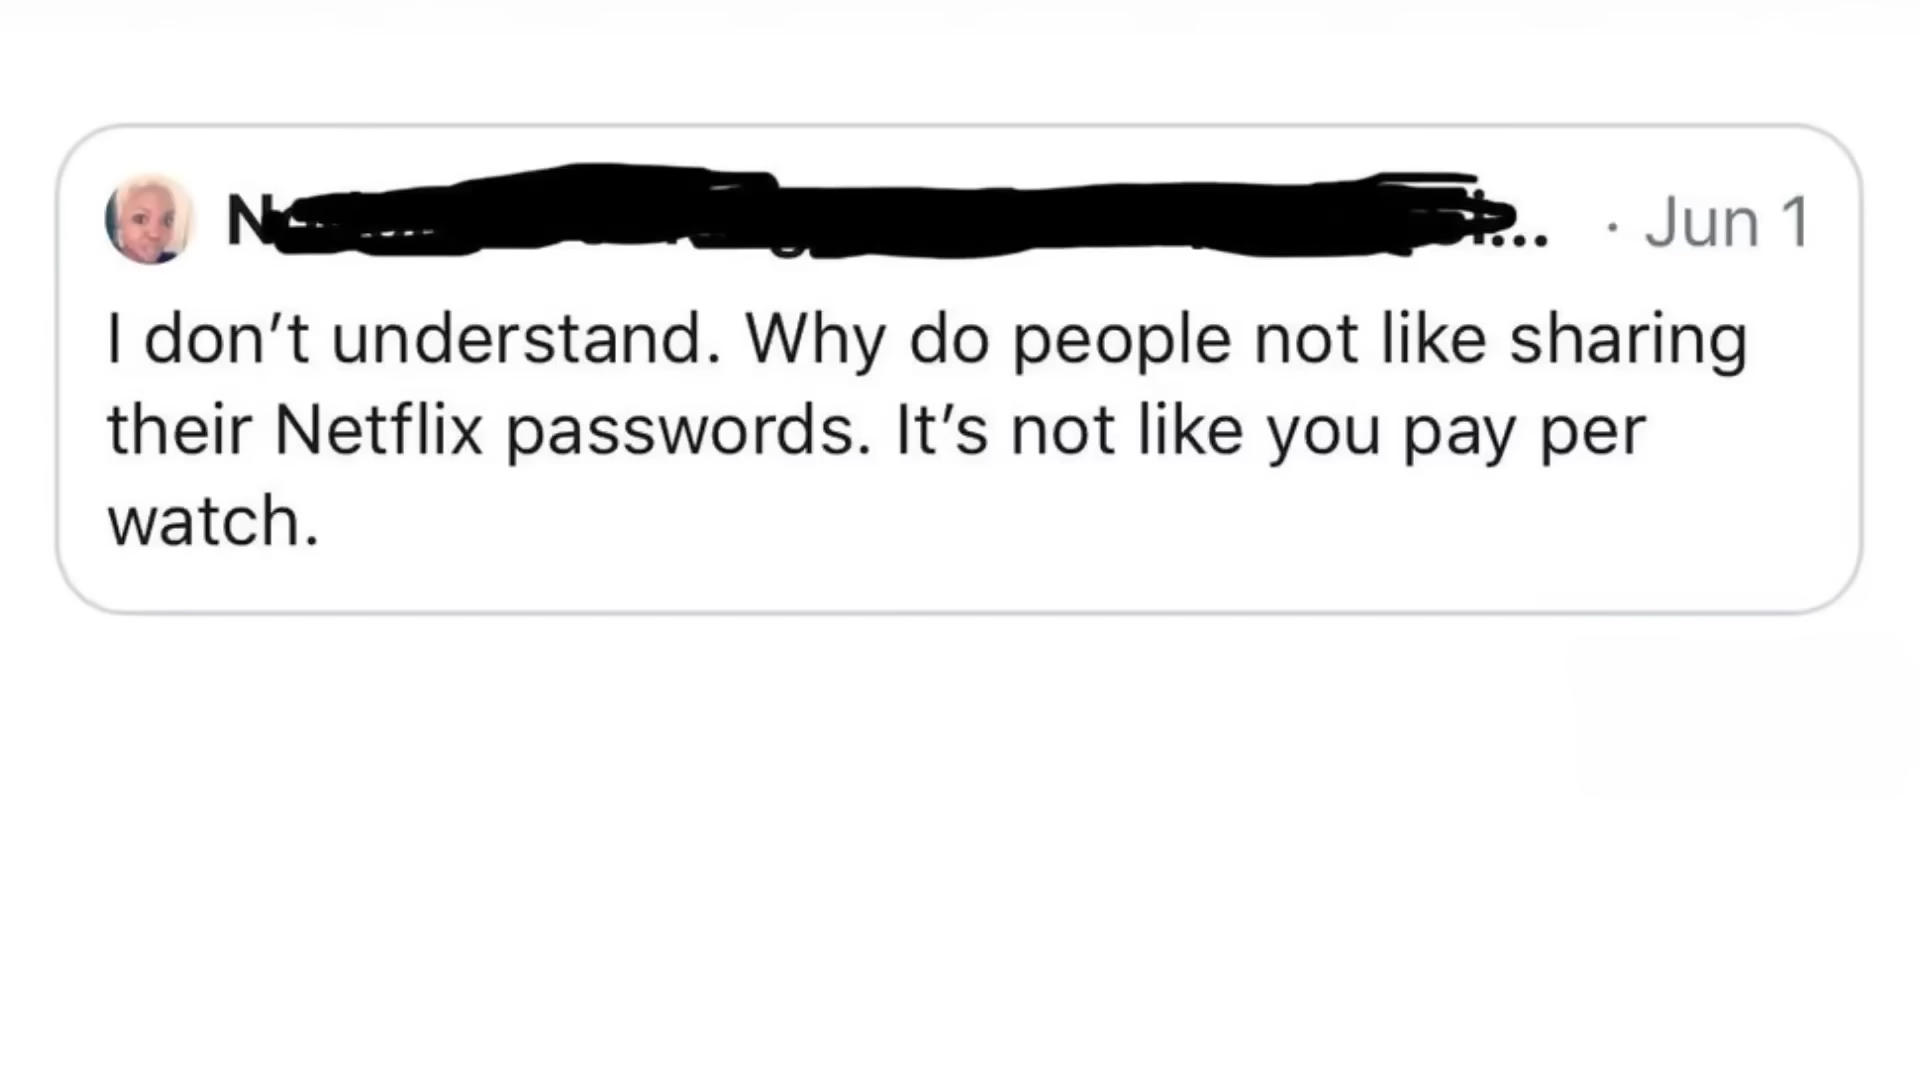 · Jun 1
I don’t understand. Why do people not like sharing
their Netflix passwords. It’s not like you pay per
watch.